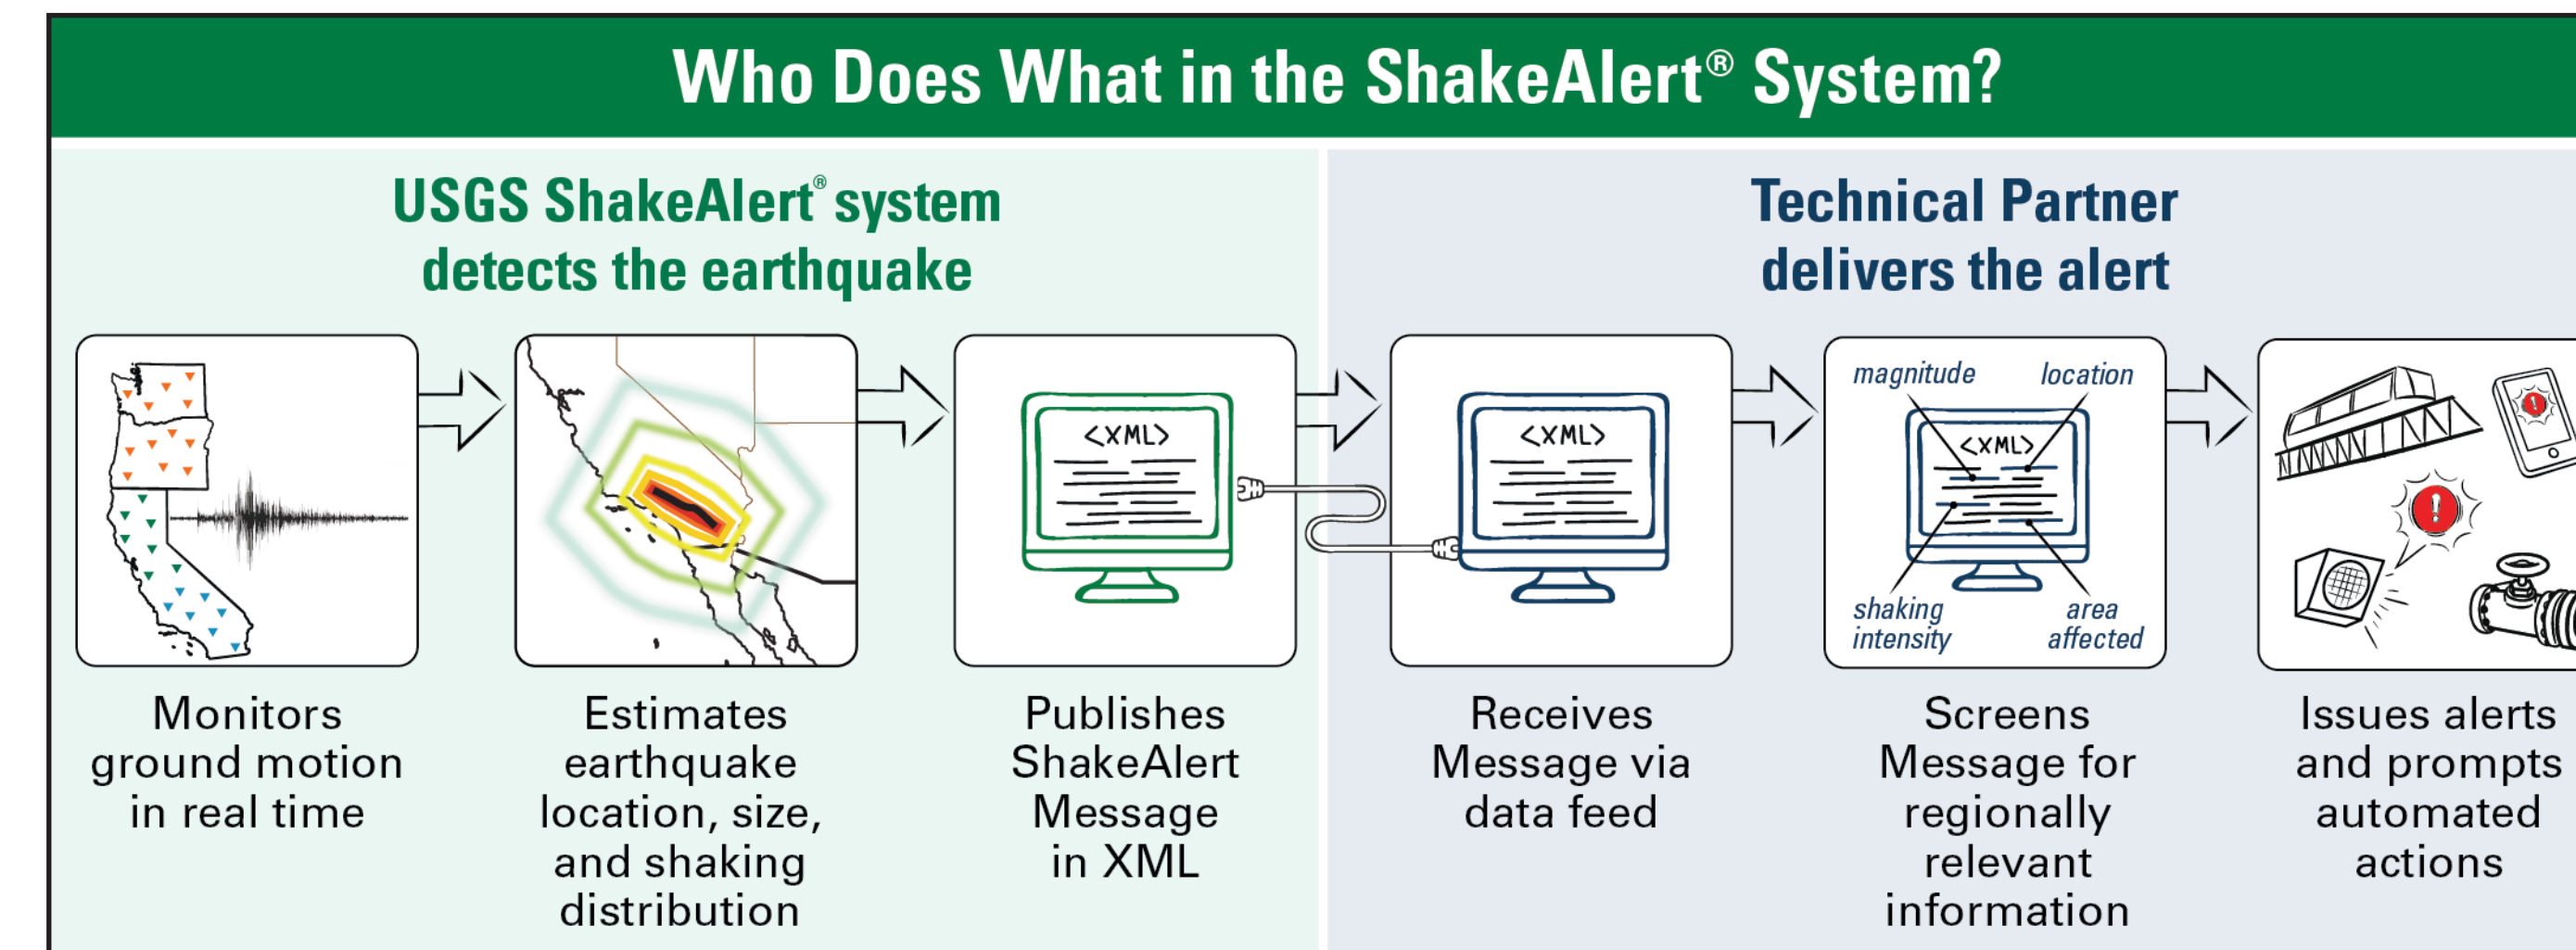 Who Does What in the ShakeAlert® System?
USGS ShakeAlert® system
detects the earthquake
Technical Partner
delivers the alert
<XML>
<XML>
magnitude
location
<XML>
shaking
intensity
area
affected
!
!
Monitors
ground motion
in real time
Estimates
earthquake
location, size,
and shaking
distribution
Publishes
ShakeAlert
Message
in XML
Receives
Message via
data feed
Screens
Message for
regionally
relevant
information
Issues alerts
and prompts
automated
actions